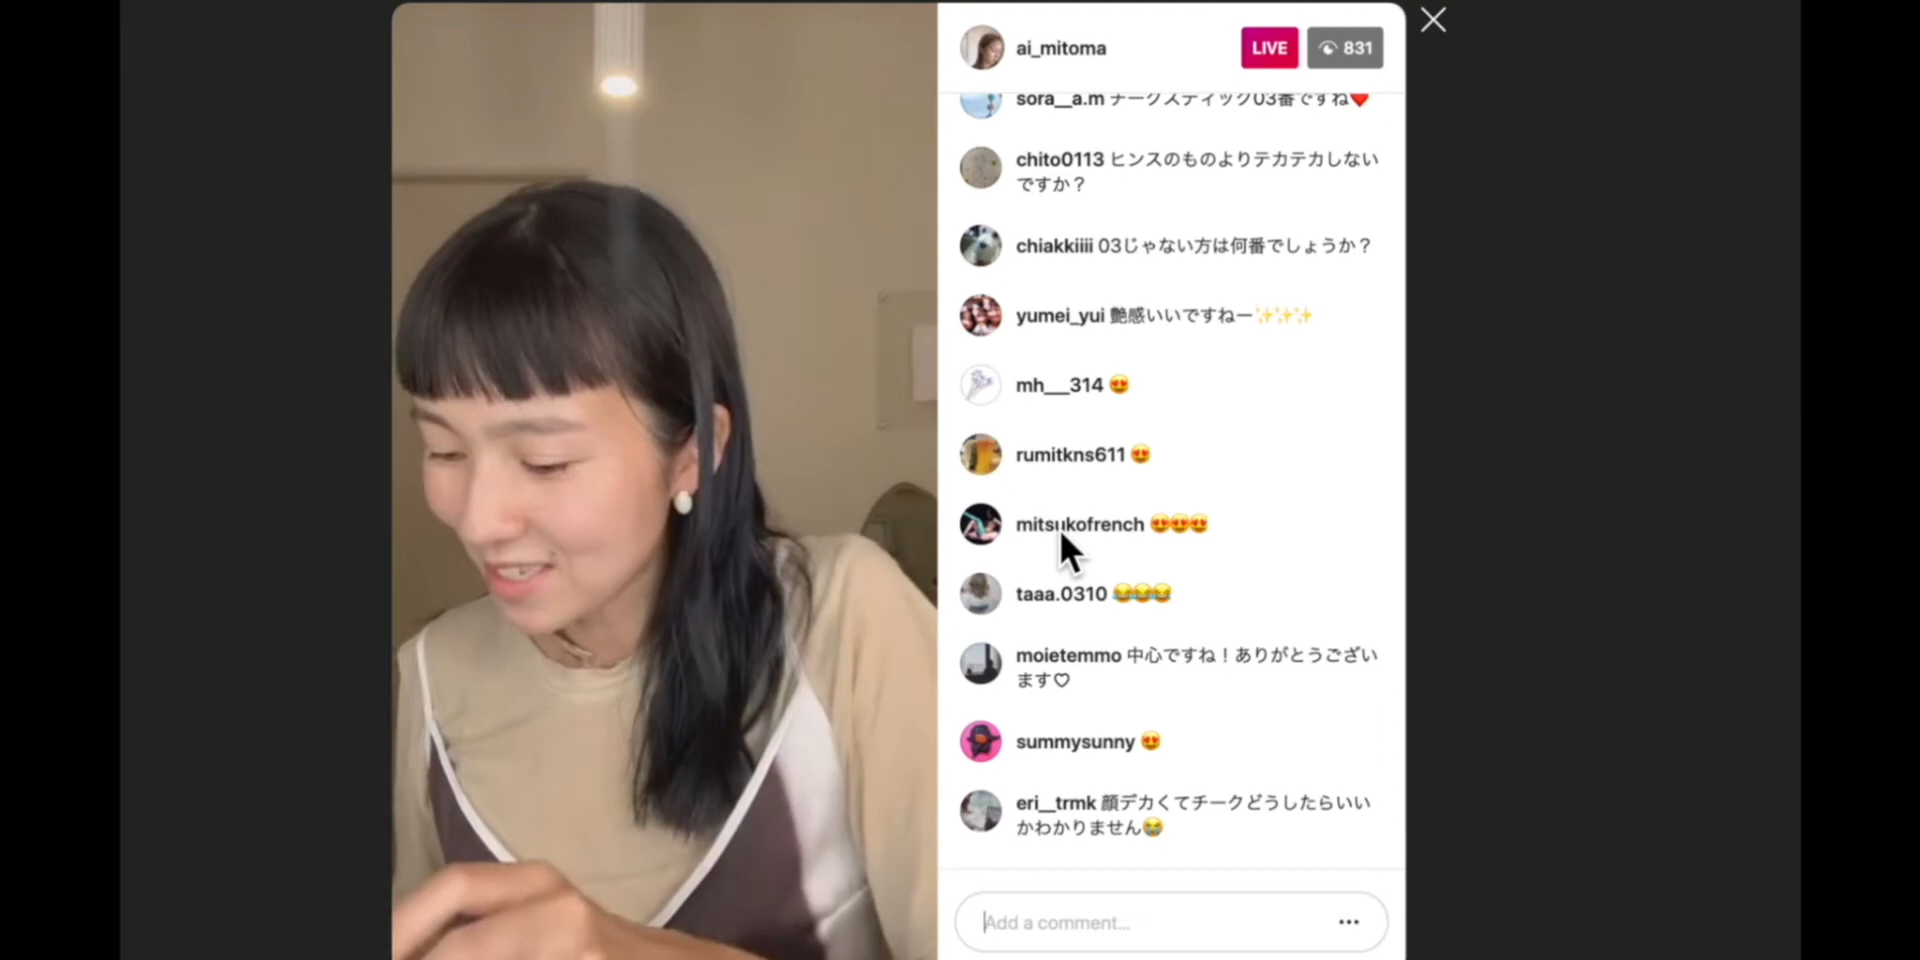 ai_mitoma
LIVE
831
sora__a.m チークスティック03番ですね❤️
chito0113 ヒンスのものよりテカテカしない
ですか？
chiakkiiii 03じゃない方は何番でしょうか？
yumei_yui 艶感いいですねー✨✨✨
mh___314 😍
rumitkns611 😍
mitsukofrench 😍😍😍
taaa.0310 😂😂😂
moietemmo 中心ですね！ありがとうござい
ます♡
summysunny 😍
eri__trmk 顔デカくてチークどうしたらいい
かわかりません😭
Add a comment...